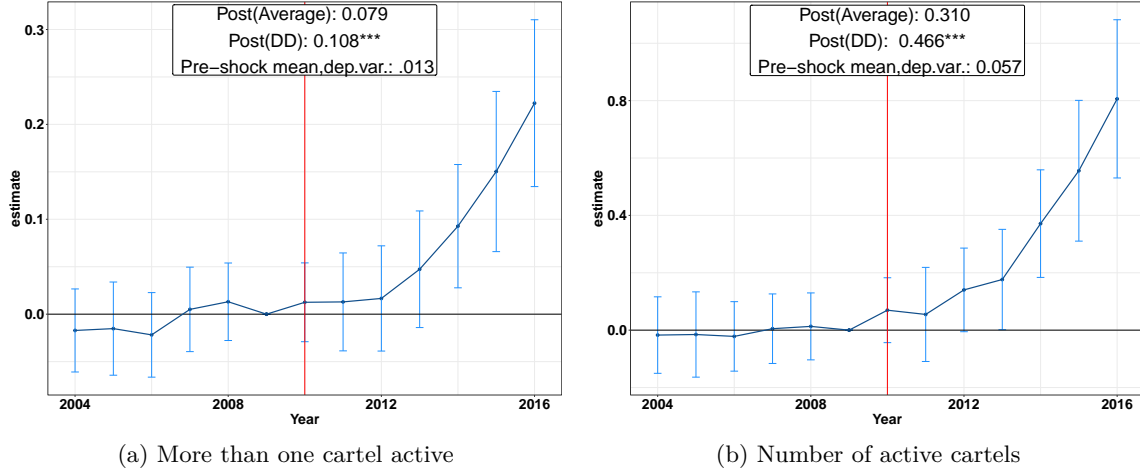 Post(Average): 0.079
Post(DD): 0.108***
Pre-shock mean,dep.var.: .013
0.3
0.2
0.1
0.0
estimate
2004 2008 2012 2016
Year
(a) More than one cartel active
Post(Average): 0.310
Post(DD): 0.466***
Pre-shock mean,dep.var.: 0.057
0.8
0.4
0.0
estimate
2004 2008 2012 2016
Year
(b) Number of active cartels